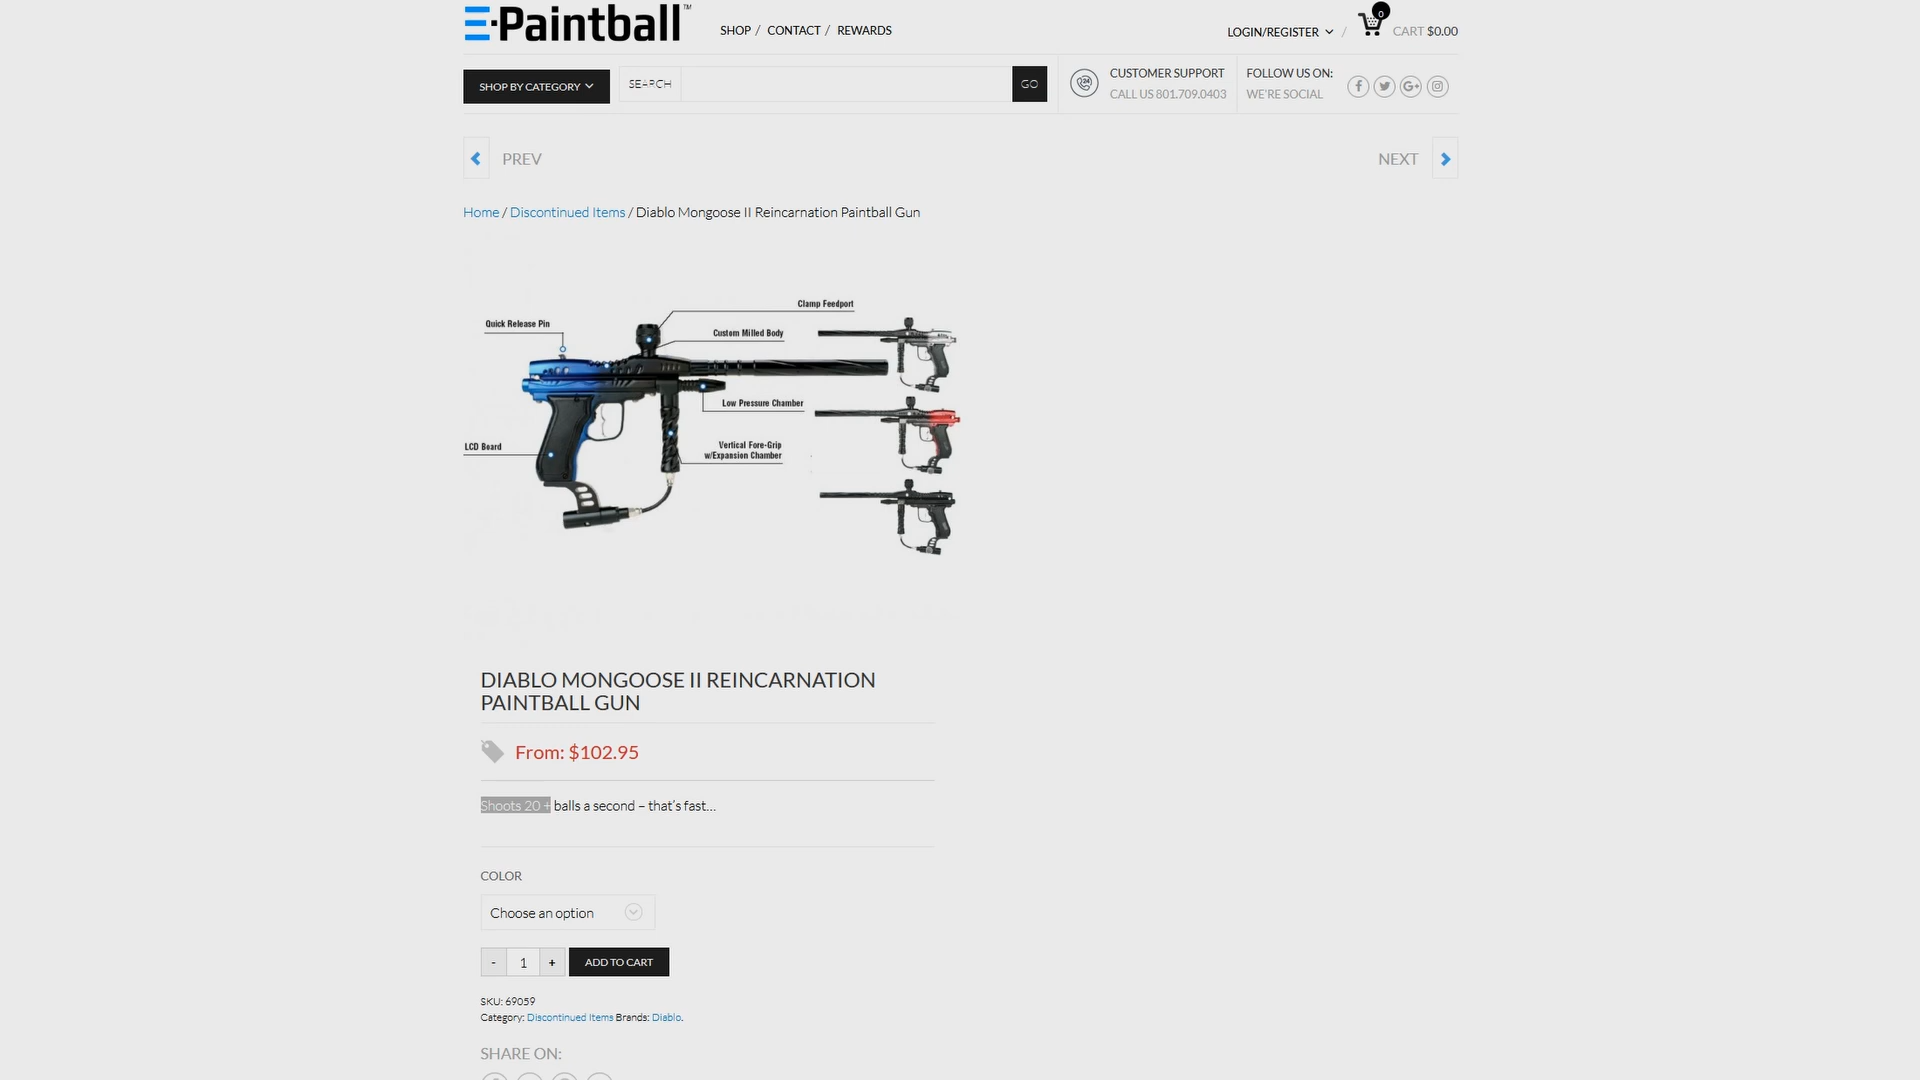 E-Paintball™
SHOP / CONTACT / REWARDS
LOGIN/REGISTER /
0
CART $0.00
SHOP BY CATEGORY
SEARCH
GO
24
CUSTOMER SUPPORT
CALL US 801.709.0403
FOLLOW US ON:
WE'RE SOCIAL
PREV
NEXT
Home / Discontinued Items / Diablo Mongoose II Reincarnation Paintball Gun
Clamp Feedport
Quick Release Pin
Custom Milled Body
Low Pressure Chamber
LCD Board
Vertical Fore-Grip
w/Expansion Chamber
DIABLO MONGOOSE II REINCARNATION
PAINTBALL GUN
From: $102.95
Shoots 20 + balls a second – that's fast…
COLOR
Choose an option
- 1 +
ADD TO CART
SKU: 69059
Category: Discontinued Items Brands: Diablo.
SHARE ON: